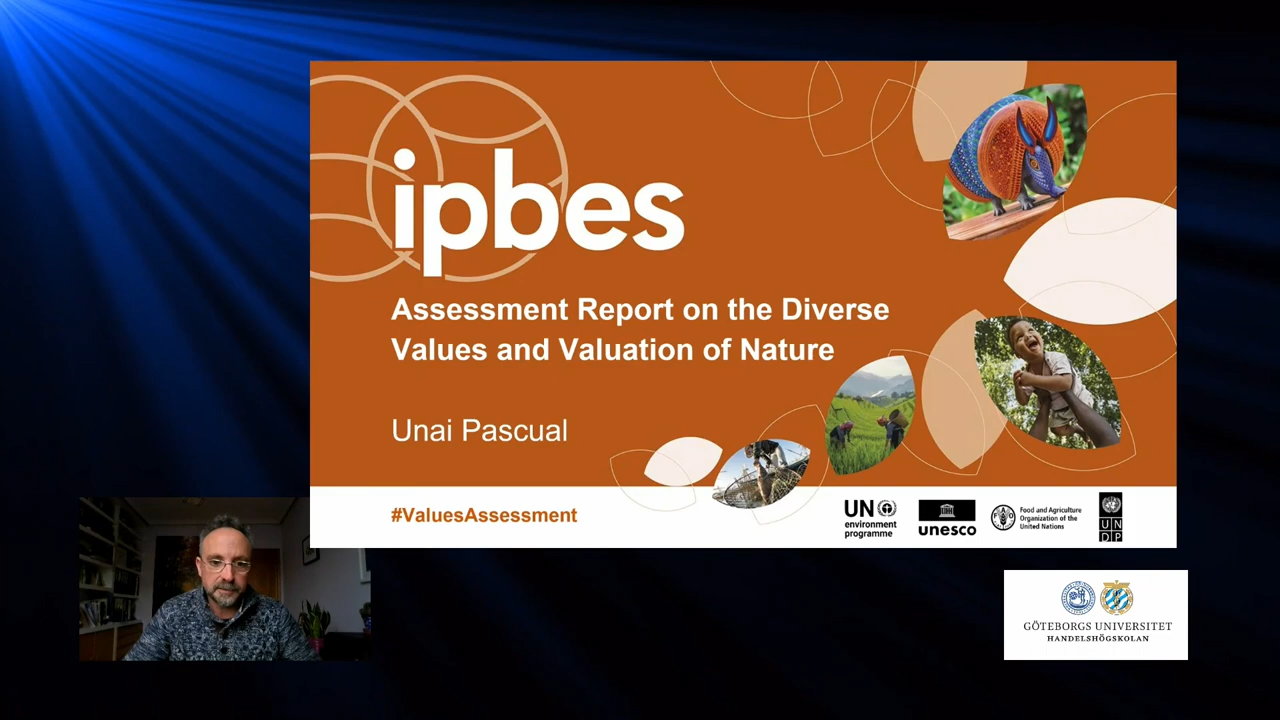 ipbes
Assessment Report on the Diverse
Values and Valuation of Nature
Unai Pascual
#ValuesAssessment
UN
environment
programme
unesco
FAO
Food and Agriculture
Organization of the
United Nations
UN
DP
GÖTEBORGS UNIVERSITET
HANDELSHÖGSKOLAN